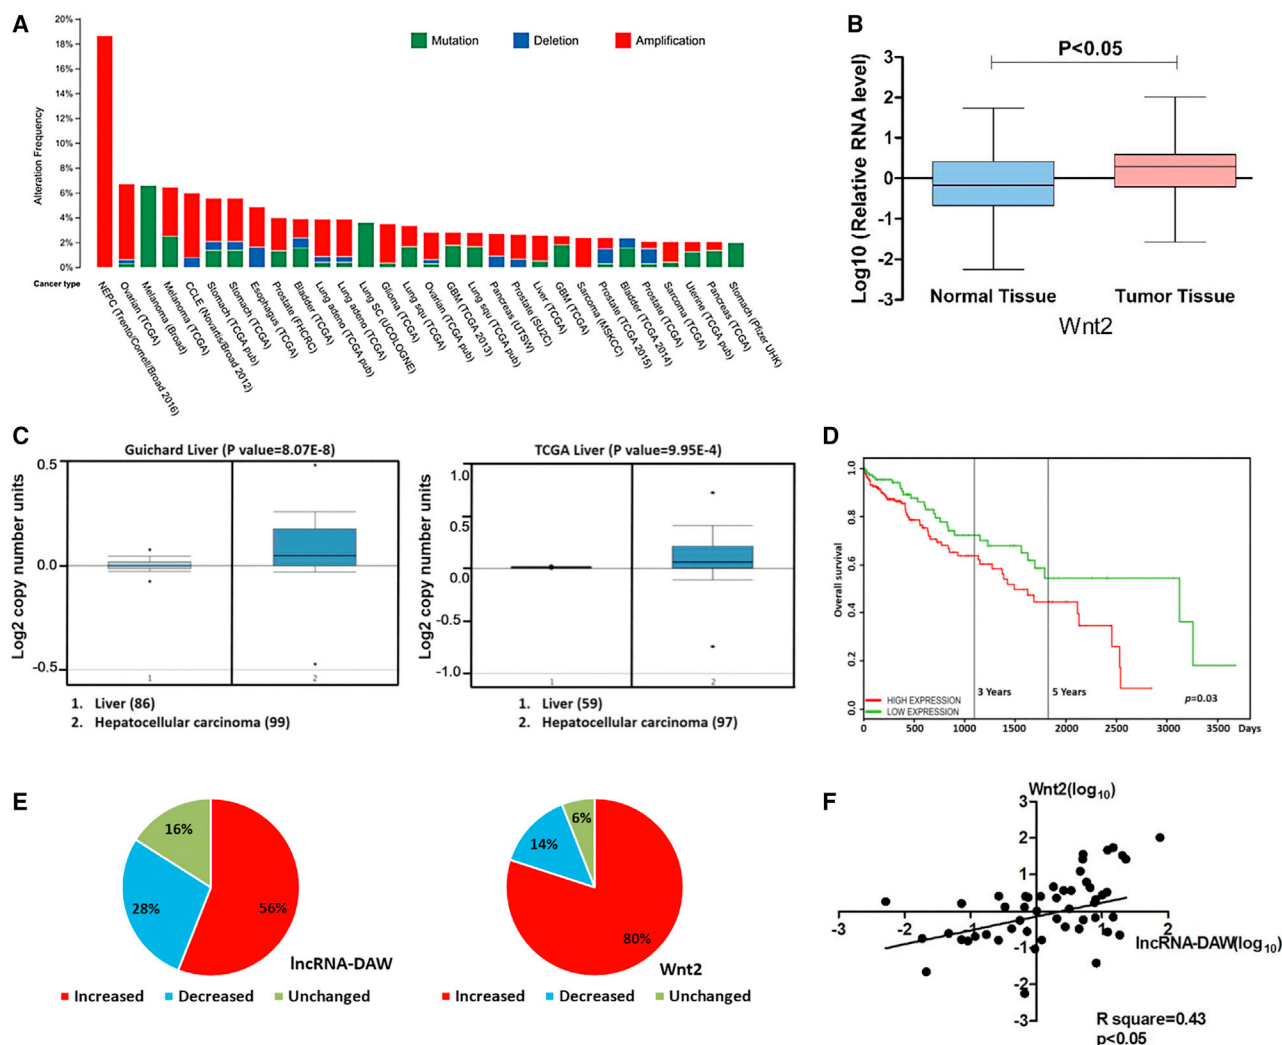 A
20%
18%
16%
14%
12%
10%
8%
6%
4%
2%
0%
Alteration Frequency
Mutation
Deletion
Amplification
Cancer type
NEPC (Trento/Cornell/Broad 2016)
Ovarian (TCGA)
Melanoma (Broad)
Melanoma (TCGA)
CCLE (Novartis/Broad 2012)
Stomach (TCGA pub)
Stomach (TCGA)
Esophagus (TCGA)
Prostate (FHCRC)
Bladder (TCGA)
Lung adeno (TCGA pub)
Lung adeno (TCGA)
Lung SC (UCOLOGNE)
Glioma (TCGA)
Lung squ (TCGA)
Ovarian (TCGA pub)
GBM (TCGA 2013)
Lung squ (TCGA pub)
Pancreas (UTSW)
Prostate (SU2C)
Liver (TCGA)
GBM (TCGA)
Sarcoma (MSKCC)
Prostate (TCGA 2015)
Bladder (TCGA 2014)
Prostate (TCGA)
Sarcoma (TCGA)
Uterine (TCGA pub)
Pancreas (TCGA)
Stomach (Pfizer UHK)
B
P<0.05
Log10 (Relative RNA level)
3
2
1
0
-1
-2
-3
Normal Tissue
Tumor Tissue
Wnt2
C
Guichard Liver (P value=8.07E-8)
Log2 copy number units
0.5
0.0
-0.5
1
2
1. Liver (86)
2. Hepatocellular carcinoma (99)
TCGA Liver (P value=9.95E-4)
Log2 copy number units
1.0
0.5
0.0
-0.5
-1.0
1
2
1. Liver (59)
2. Hepatocellular carcinoma (97)
D
Overall survival
1.0
0.8
0.6
0.4
0.2
0.0
3 Years
5 Years
p=0.03
HIGH EXPRESSION
LOW EXPRESSION
0
500
1000
1500
2000
2500
3000
3500
Days
E
16%
28%
56%
lncRNA-DAW
Increased
Decreased
Unchanged
6%
14%
80%
Wnt2
Increased
Decreased
Unchanged
F
Wnt2(log10)
3
2
1
0
-1
-2
-3
-3
-2
-1
1
2
lncRNA-DAW(log10)
R square=0.43
p<0.05